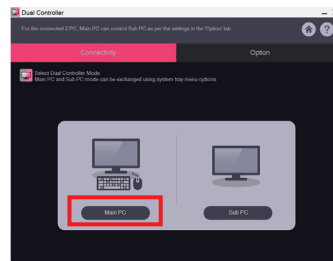 Dual Controller
For the connected 2 PC, Main PC can control Sub PC as per the settings in the 'Option' tab
Connectivity
Option
Select Dual Controller Mode.
Main PC and Sub PC mode can be exchanged using system tray menu options.
Main PC
Sub PC